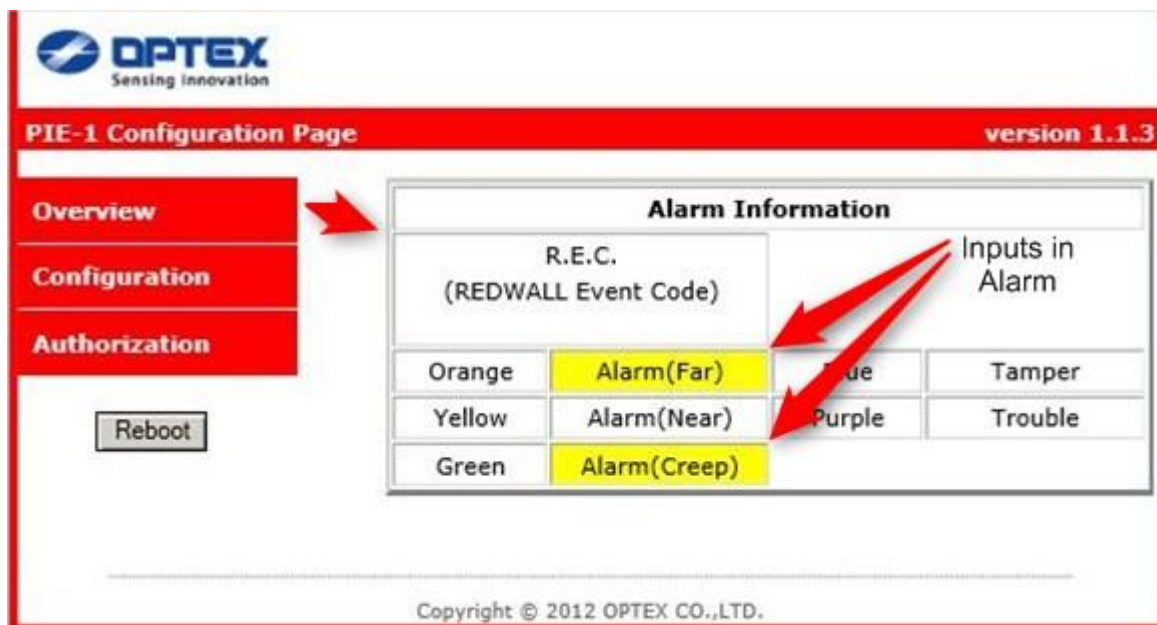 OPTEX
Sensing Innovation
PIE-1 Configuration Page version 1.1.3
Overview
Configuration
Authorization
Reboot
Alarm Information
R.E.C.
(REDWALL Event Code)
Inputs in
Alarm
Orange Alarm(Far) Tamper
Yellow Alarm(Near) Purple Trouble
Green Alarm(Creep)
Copyright © 2012 OPTEX CO.,LTD.